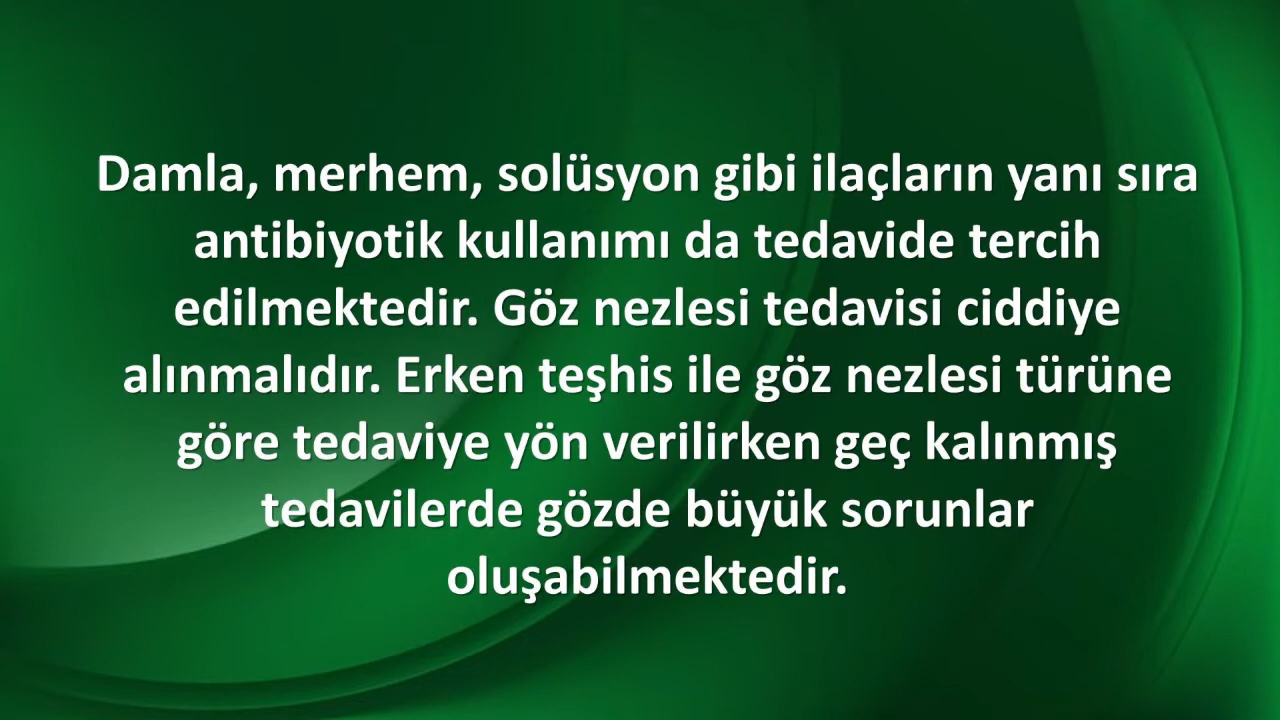 Damla, merhem, solüsyon gibi ilaçların yanı sıra
antibiyotik kullanımı da tedavide tercih
edilmektedir. Göz nezlesi tedavisi ciddiye
alınmalıdır. Erken teşhis ile göz nezlesi türüne
göre tedaviye yön verilirken geç kalınmış
tedavilerde gözde büyük sorunlar
oluşabilmektedir.